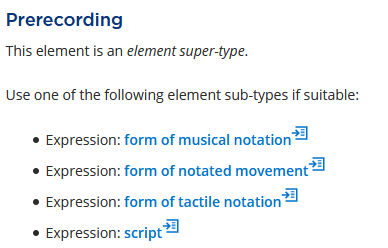 Prerecording
This element is an element super-type.
Use one of the following element sub-types if suitable:
• Expression: form of musical notation
• Expression: form of notated movement
• Expression: form of tactile notation
• Expression: script